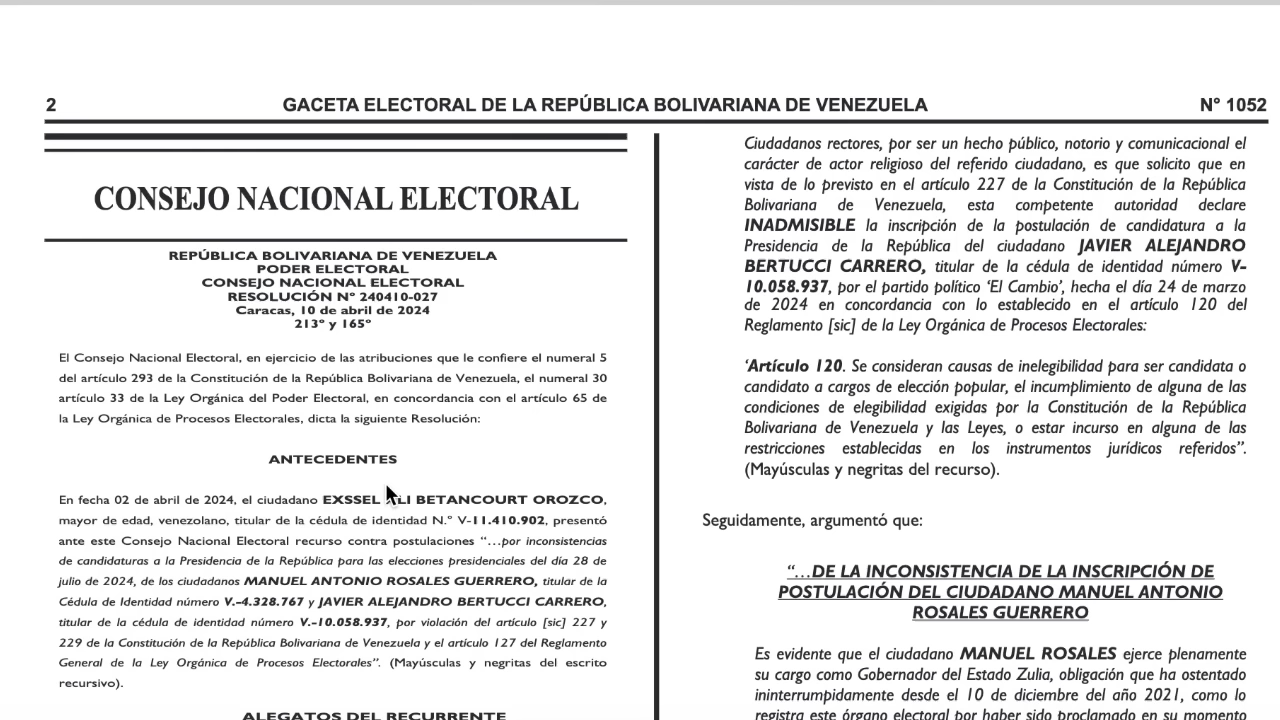 2
GACETA ELECTORAL DE LA REPÚBLICA BOLIVARIANA DE VENEZUELA
N° 1052
CONSEJO NACIONAL ELECTORAL
REPÚBLICA BOLIVARIANA DE VENEZUELA
PODER ELECTORAL
CONSEJO NACIONAL ELECTORAL
RESOLUCIÓN Nº 240410-027
Caracas, 10 de abril de 2024
213º y 165º
El Consejo Nacional Electoral, en ejercicio de las atribuciones que le confiere el numeral 5
del artículo 293 de la Constitución de la República Bolivariana de Venezuela, el numeral 30
artículo 33 de la Ley Orgánica del Poder Electoral, en concordancia con el artículo 65 de
la Ley Orgánica de Procesos Electorales, dicta la siguiente Resolución:
ANTECEDENTES
En fecha 02 de abril de 2024, el ciudadano EXSSEL ALI BETANCOURT OROZCO,
mayor de edad, venezolano, titular de la cédula de identidad N.° V-11.410.902, presentó
ante este Consejo Nacional Electoral recurso contra postulaciones “…por inconsistencias
de candidaturas a la Presidencia de la República para las elecciones presidenciales del día 28 de
julio de 2024, de los ciudadanos MANUEL ANTONIO ROSALES GUERRERO, titular de la
Cédula de Identidad número V.-4.328.767 y JAVIER ALEJANDRO BERTUCCI CARRERO,
titular de la cédula de identidad número V.-10.058.937, por violación del artículo [sic] 227 y
229 de la Constitución de la República Bolivariana de Venezuela y el artículo 127 del Reglamento
General de la Ley Orgánica de Procesos Electorales”. (Mayúsculas y negritas del escrito
recursivo).
ALEGATOS DEL RECURRENTE
Ciudadanos rectores, por ser un hecho público, notorio y comunicacional el
carácter de actor religioso del referido ciudadano, es que solicito que en
vista de lo previsto en el artículo 227 de la Constitución de la República
Bolivariana de Venezuela, esta competente autoridad declare
INADMISIBLE la inscripción de la postulación de candidatura a la
Presidencia de la República del ciudadano JAVIER ALEJANDRO
BERTUCCI CARRERO, titular de la cédula de identidad número V-
10.058.937, por el partido político ‘El Cambio’, hecha el día 24 de marzo
de 2024 en concordancia con lo establecido en el artículo 120 del
Reglamento [sic] de la Ley Orgánica de Procesos Electorales:
‘Artículo 120. Se consideran causas de inelegibilidad para ser candidata o
candidato a cargos de elección popular, el incumplimiento de alguna de las
condiciones de elegibilidad exigidas por la Constitución de la República
Bolivariana de Venezuela y las Leyes, o estar incurso en alguna de las
restricciones establecidas en los instrumentos jurídicos referidos”.
(Mayúsculas y negritas del recurso).
Seguidamente, argumentó que:
“…DE LA INCONSISTENCIA DE LA INSCRIPCIÓN DE
POSTULACIÓN DEL CIUDADANO MANUEL ANTONIO
ROSALES GUERRERO
Es evidente que el ciudadano MANUEL ROSALES ejerce plenamente
su cargo como Gobernador del Estado Zulia, obligación que ha ostentado
ininterrumpidamente desde el 10 de diciembre del año 2021, como lo
registra este órgano electoral por haber sido proclamado en su momento